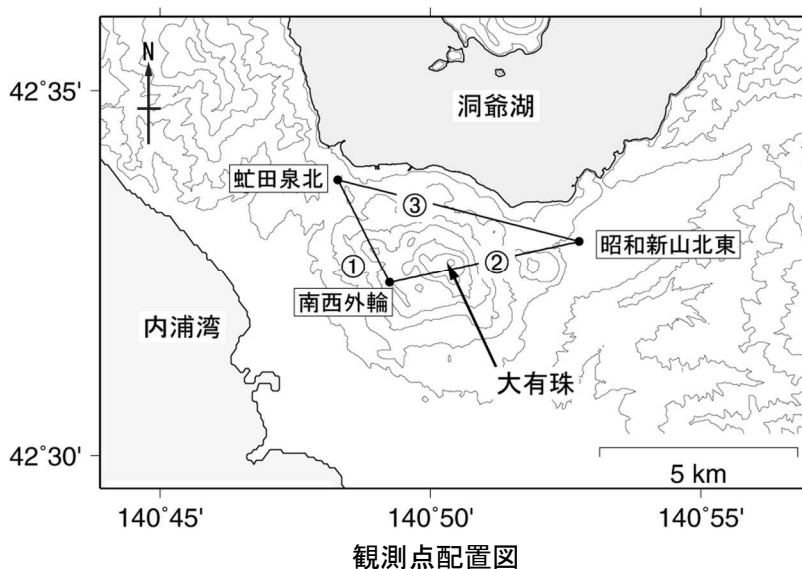 N
42˚35'
洞爺湖
虻田泉北
③
昭和新山北東
①
②
南西外輪
内浦湾
大有珠
42˚30'
5 km
140˚45'
140˚50'
140˚55'
観測点配置図